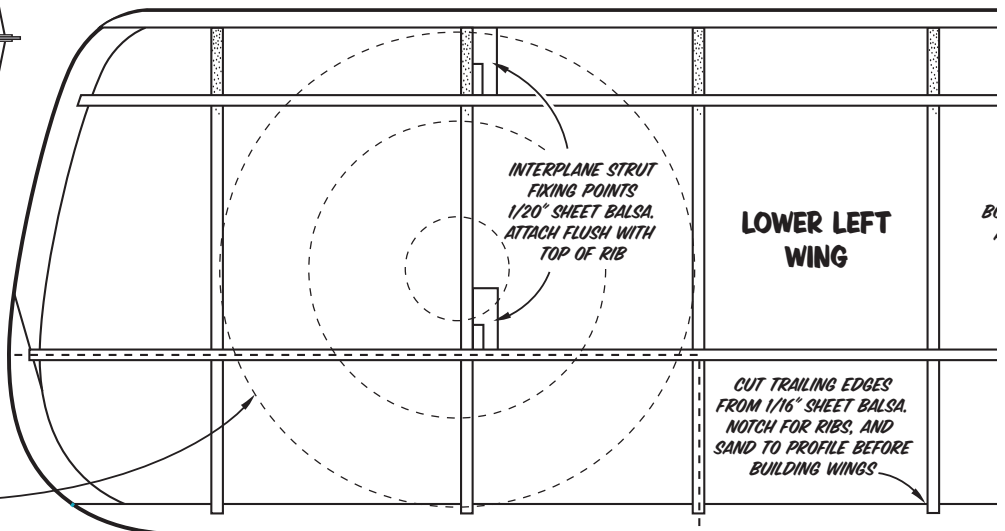 INTERPLANE STRUT
FIXING POINTS
1/20" SHEET BALSA.
ATTACH FLUSH WITH
TOP OF RIB
LOWER LEFT
WING
CUT TRAILING EDGES
FROM 1/16" SHEET BALSA.
NOTCH FOR RIBS, AND
SAND TO PROFILE BEFORE
BUILDING WINGS